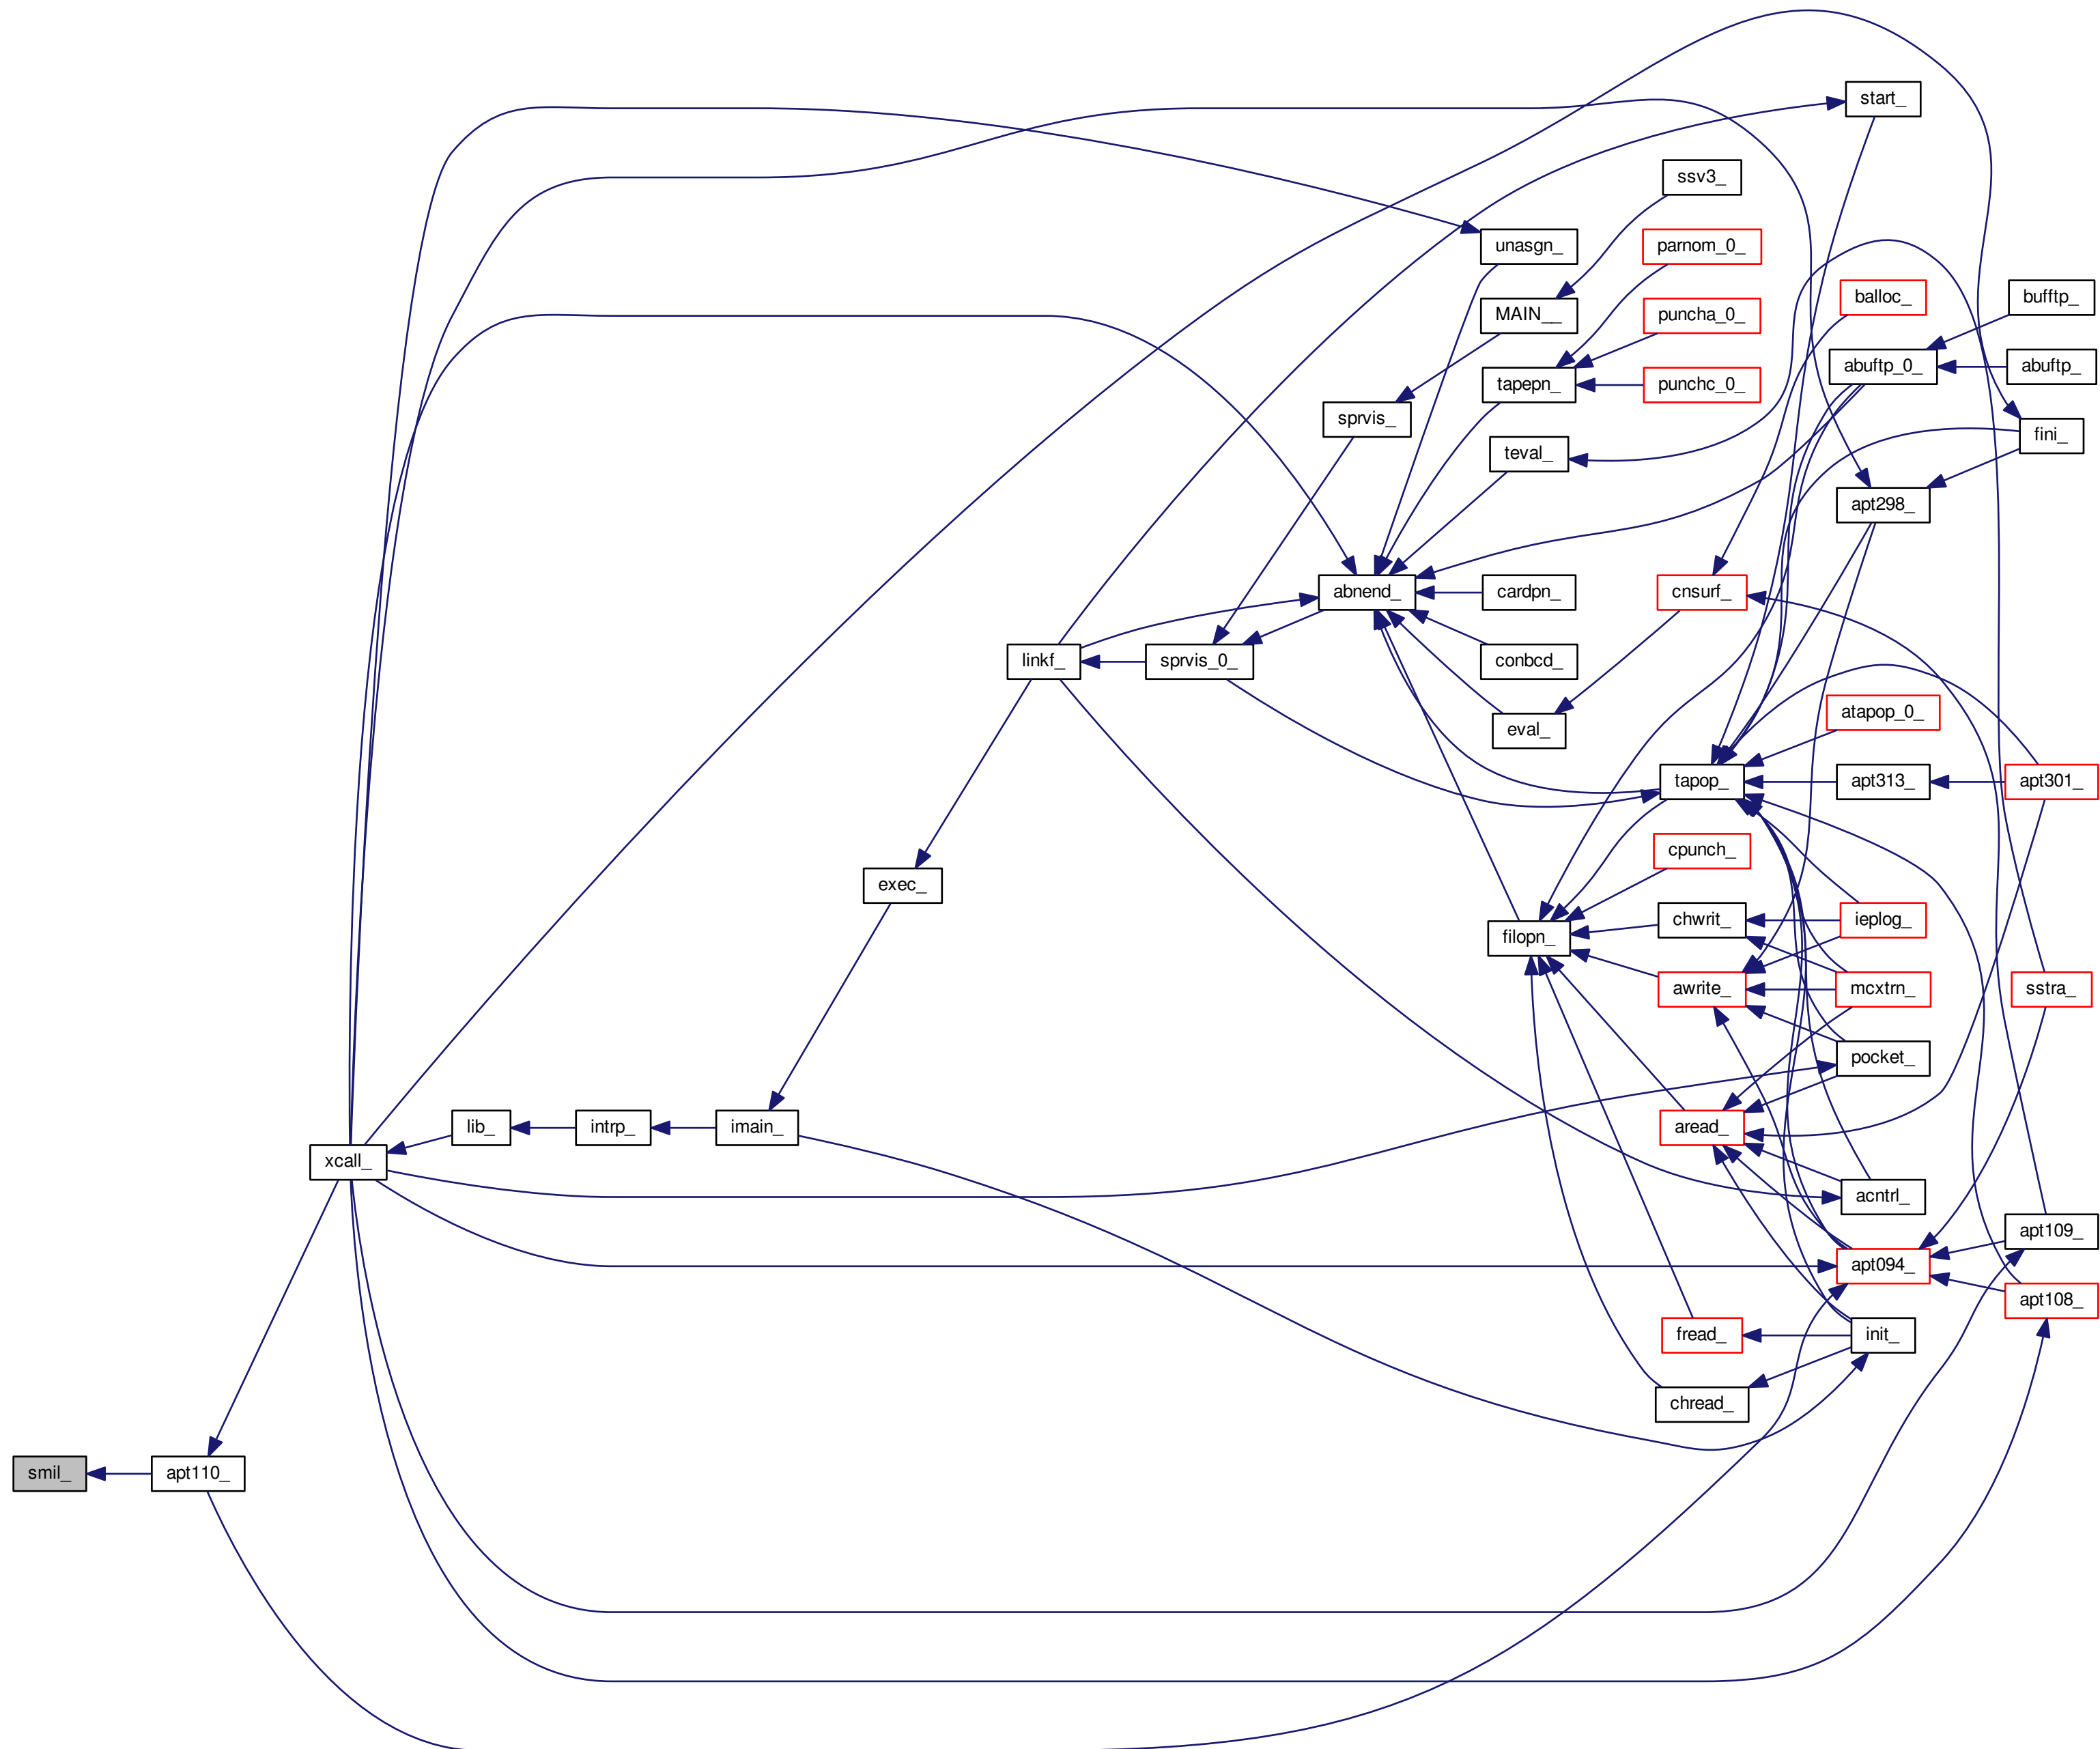 start_
ssv3_
unasgn_
parnom_0_
balloc_
bufftp_
MAIN__
puncha_0_
abuftp_0_
abuftp_
tapepn_
punchc_0_
sprvis_
fini_
teval_
apt298_
abnend_
cardpn_
cnsurf_
linkf_
sprvis_0_
conbcd_
atapop_0_
eval_
tapop_
apt313_
apt301_
cpunch_
exec_
chwrit_
ieplog_
filopn_
awrite_
mcxtrn_
sstra_
pocket_
lib_
intrp_
imain_
aread_
xcall_
acntrl_
apt109_
apt094_
apt108_
fread_
init_
chread_
smil_
apt110_